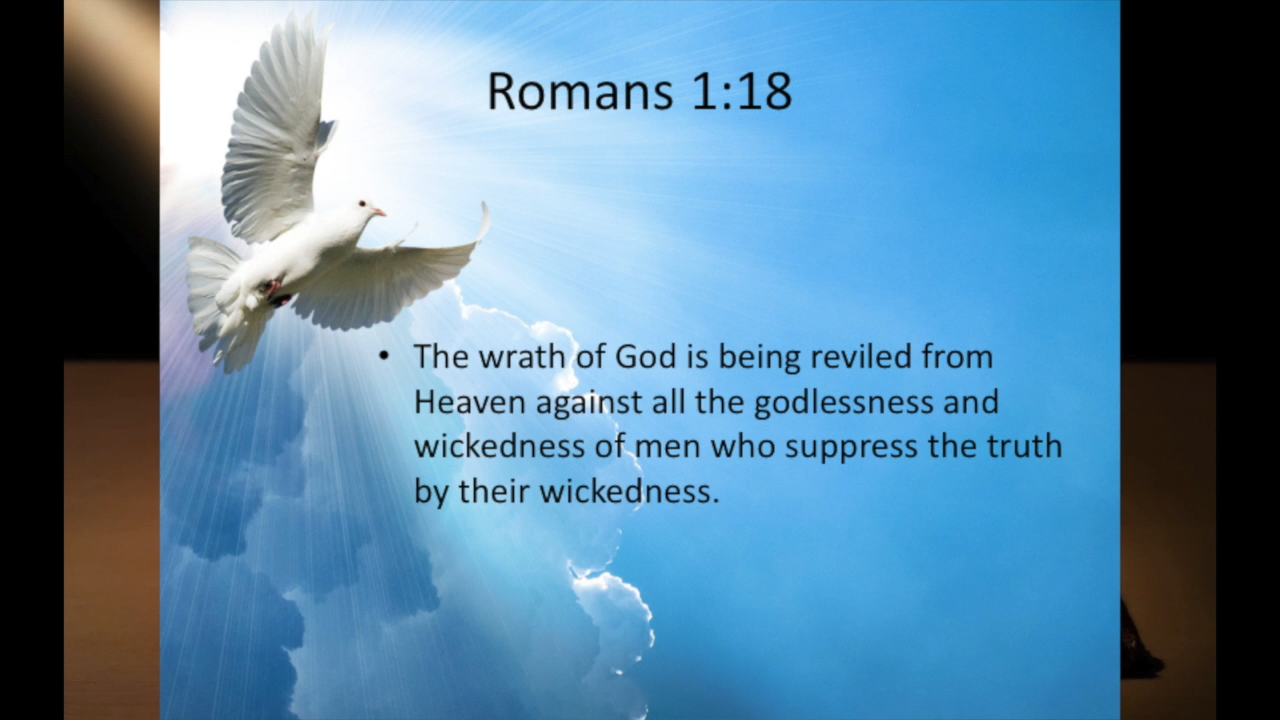 Romans 1:18
• The wrath of God is being reviled from
Heaven against all the godlessness and
wickedness of men who suppress the truth
by their wickedness.